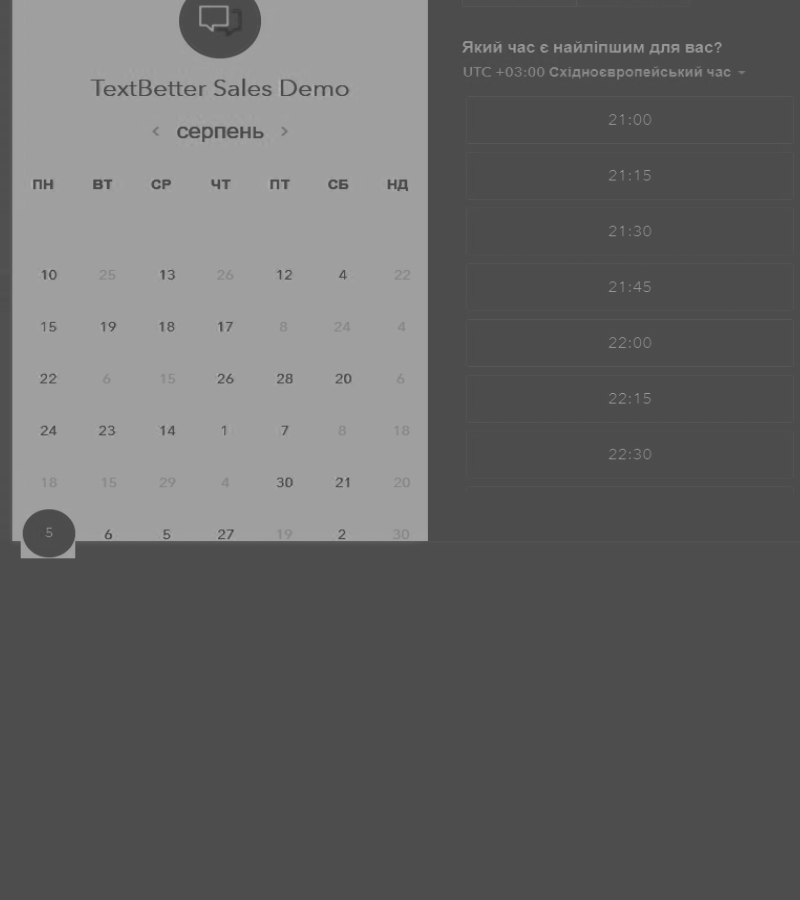 TextBetter Sales Demo
< серпень >
ПН ВТ СР ЧТ ПТ СБ НД
10 25 13 26 12 4 22
15 19 18 17 8 24 4
22 6 15 26 28 20 6
24 23 14 1 7 8 18
18 15 29 4 30 21 20
5 6 5 27 19 2 30
Який час є найліпшим для вас?
UTC +03:00 Східноєвропейський час
21:00
21:15
21:30
21:45
22:00
22:15
22:30